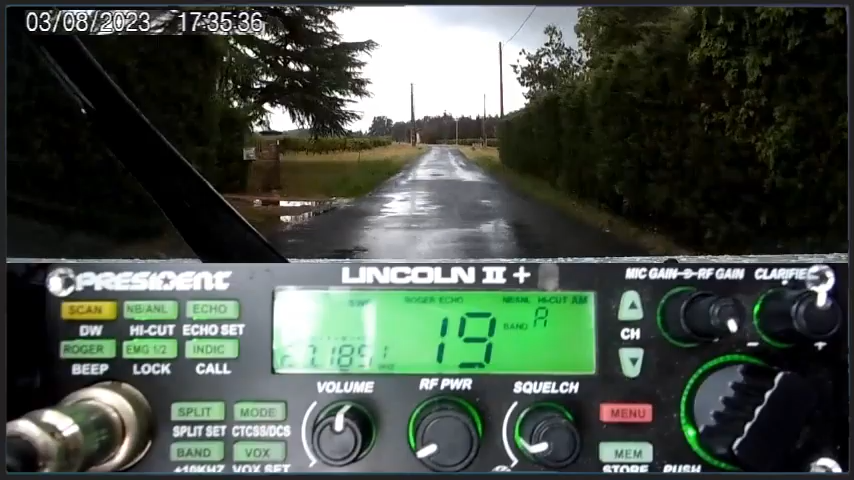 03/08/2023 17:35:36
PRESIDENT LINCOLN II + MIC GAIN RF GAIN CLARIFIER
SCAN NB/ANL ECHO
DW HI-CUT ECHO SET
ROGER EMG 1/2 INDIC
BEEP LOCK CALL
ROGER ECHO NB/ANL HI-CUT AM
19 BAND A
CH
VOLUME RF PWR SQUELCH
SPLIT MODE MENU
SPLIT SET CTCSS/DCS
BAND VOX MEM
+10KHZ VOX SET STORE PUSH